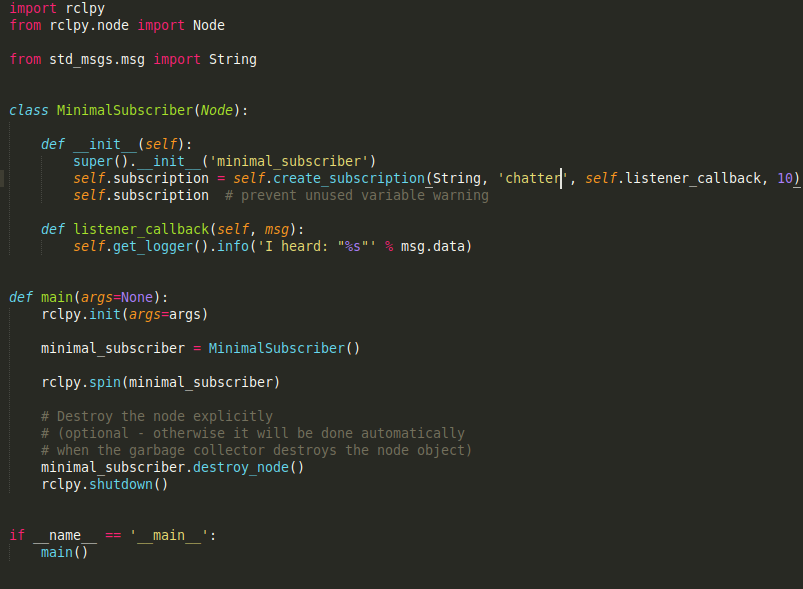 import rclpy
from rclpy.node import Node

from std_msgs.msg import String


class MinimalSubscriber(Node):

    def __init__(self):
        super().__init__('minimal_subscriber')
        self.subscription = self.create_subscription(String, 'chatter', self.listener_callback, 10)
        self.subscription  # prevent unused variable warning

    def listener_callback(self, msg):
        self.get_logger().info('I heard: "%s"' % msg.data)


def main(args=None):
    rclpy.init(args=args)

    minimal_subscriber = MinimalSubscriber()

    rclpy.spin(minimal_subscriber)

    # Destroy the node explicitly
    # (optional - otherwise it will be done automatically
    # when the garbage collector destroys the node object)
    minimal_subscriber.destroy_node()
    rclpy.shutdown()


if __name__ == '__main__':
    main()